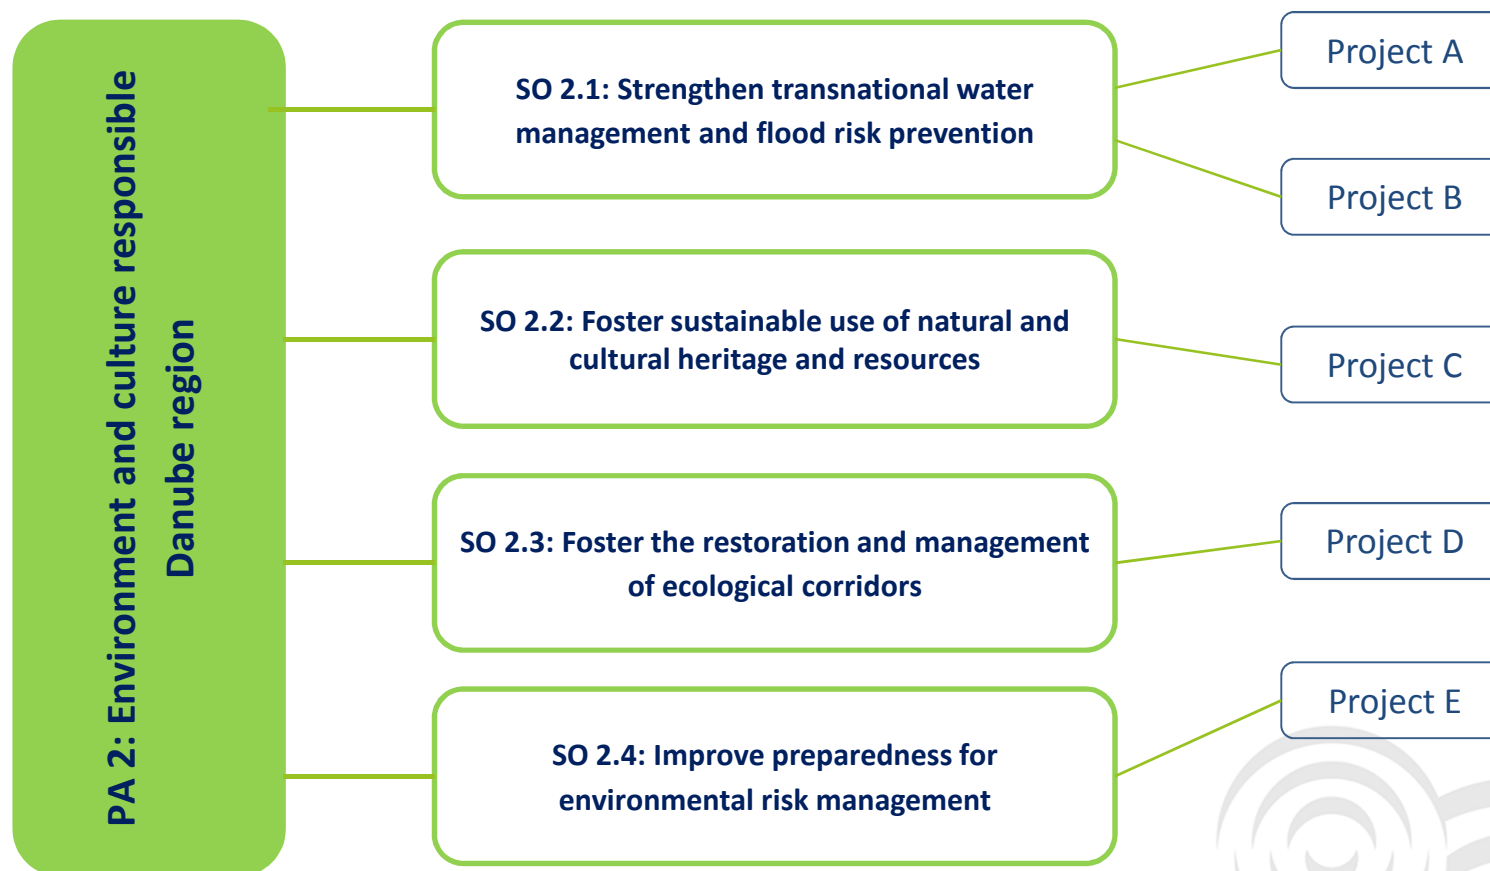 PA 2: Environment and culture responsible
Danube region
SO 2.1: Strengthen transnational water
management and flood risk prevention
SO 2.2: Foster sustainable use of natural and
cultural heritage and resources
SO 2.3: Foster the restoration and management
of ecological corridors
SO 2.4: Improve preparedness for
environmental risk management
Project A
Project B
Project C
Project D
Project E